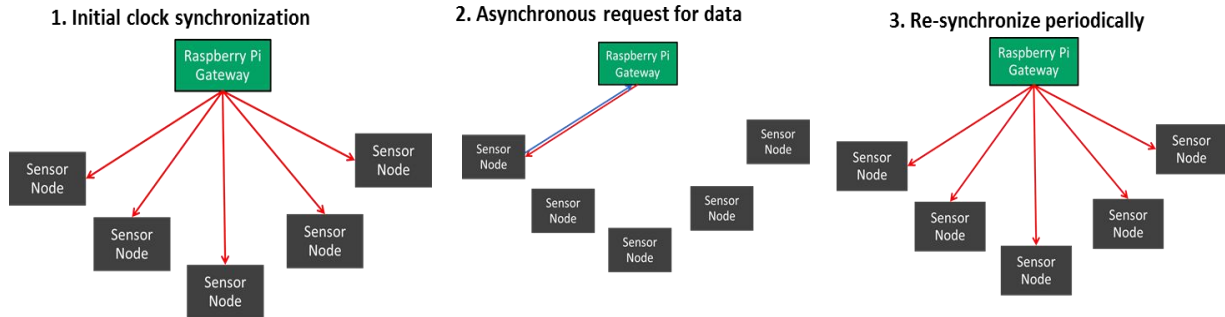 1. Initial clock synchronization
Raspberry Pi
Gateway
Sensor
Node
Sensor
Node
Sensor
Node
Sensor
Node
Sensor
Node
2. Asynchronous request for data
Raspberry Pi
Gateway
Sensor
Node
Sensor
Node
Sensor
Node
Sensor
Node
Sensor
Node
3. Re-synchronize periodically
Raspberry Pi
Gateway
Sensor
Node
Sensor
Node
Sensor
Node
Sensor
Node
Sensor
Node